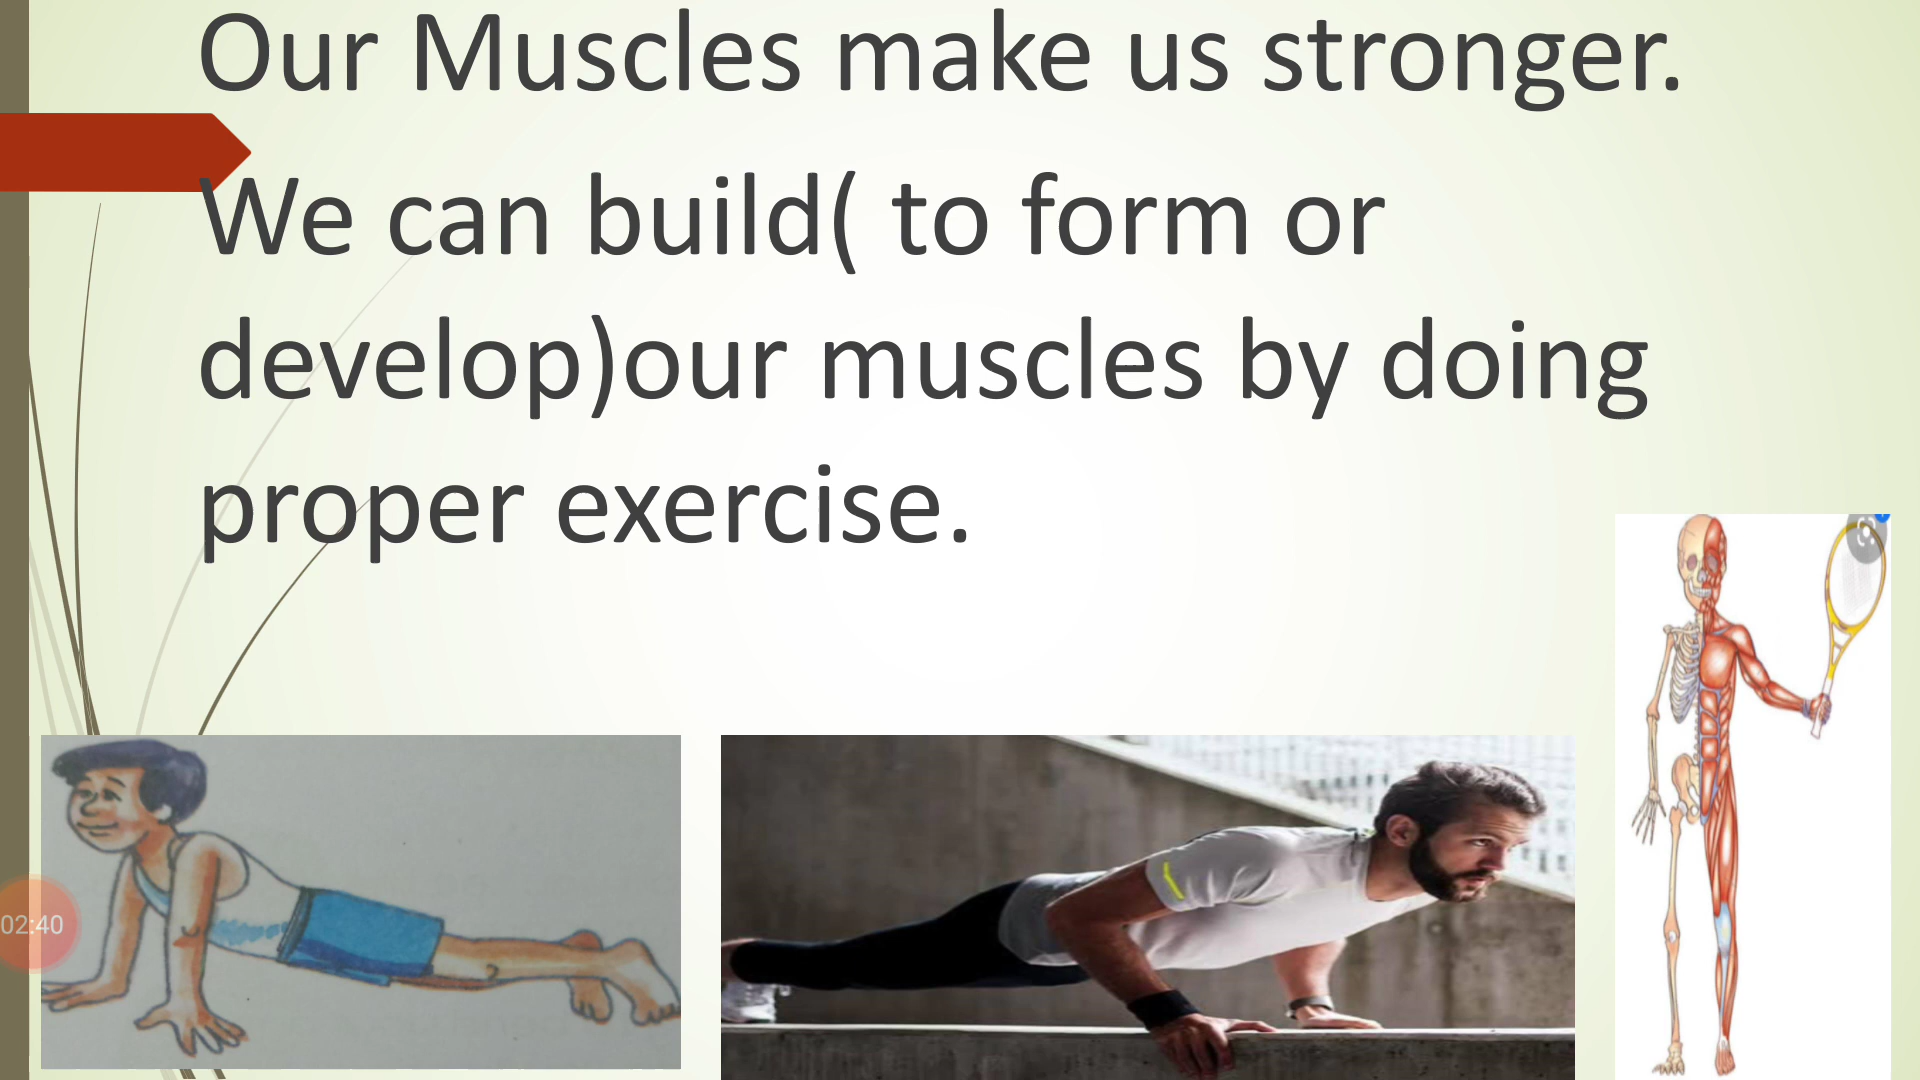 Our Muscles make us stronger.
We can build( to form or
develop)our muscles by doing
proper exercise.
02:40